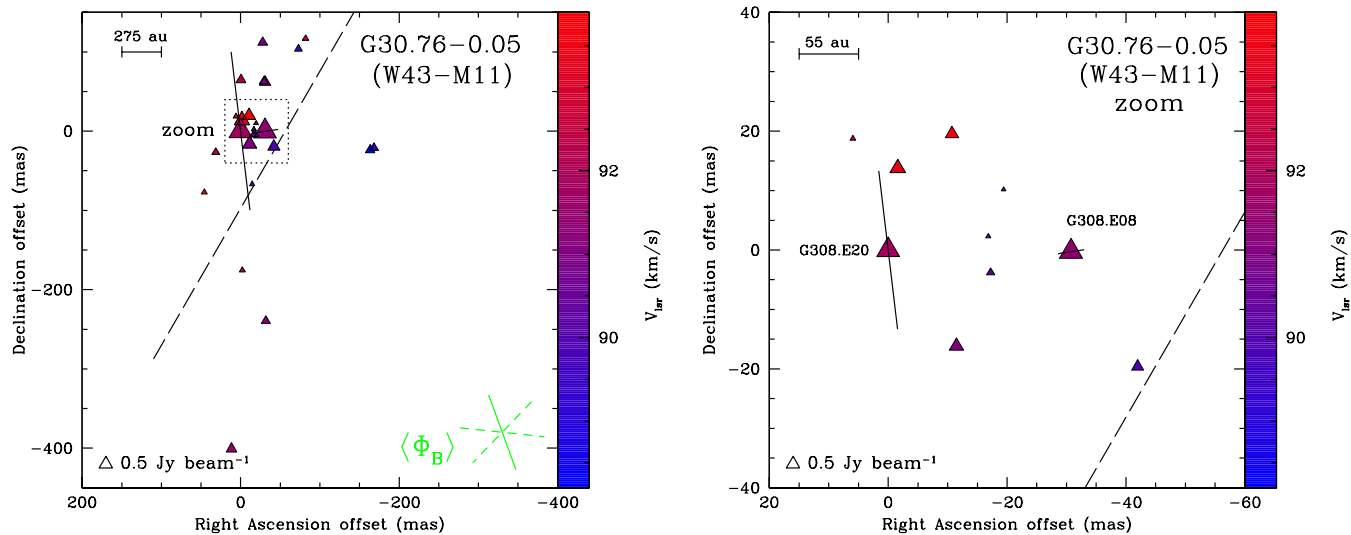 275 au
G30.76−0.05
(W43−M11)
zoom
0
−200
−400
200
0
−200
−400
Declination offset (mas)
Right Ascension offset (mas)
△ 0.5 Jy beam⁻¹
⟨Φ_B⟩
92
90
V_lsr (km/s)
55 au
G30.76−0.05
(W43−M11)
zoom
G308.E20
G308.E08
40
20
0
−20
−40
20
0
−20
−40
−60
Declination offset (mas)
Right Ascension offset (mas)
△ 0.5 Jy beam⁻¹
92
90
V_lsr (km/s)